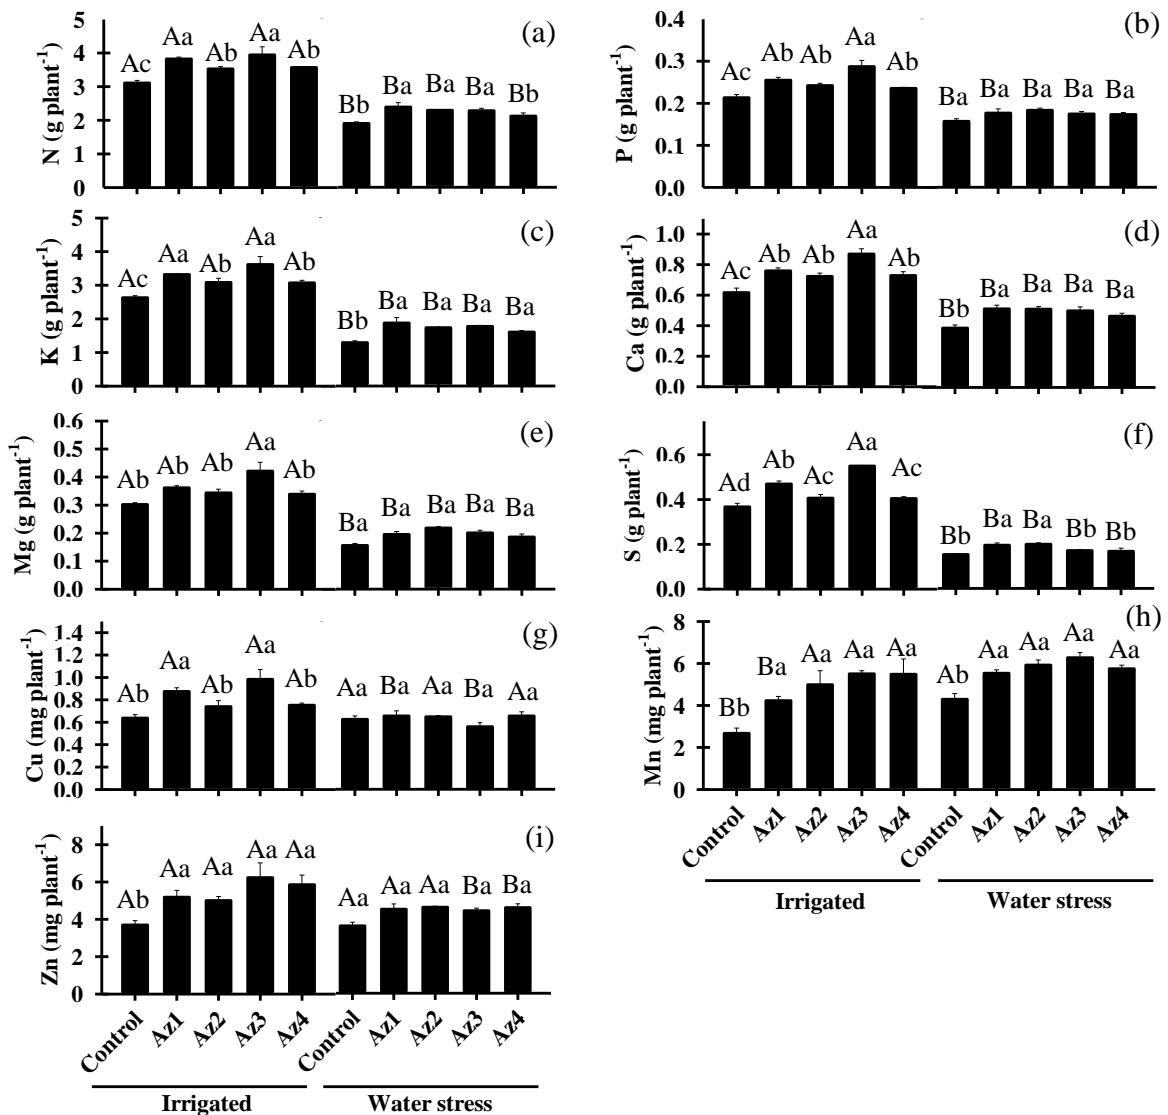 (a)
N (g plant⁻¹)
5
4
3
2
1
0
Ac Aa Ab Aa Ab Bb Ba Ba Ba Bb
(b)
P (g plant⁻¹)
0.4
0.3
0.2
0.1
0.0
Ac Ab Ab Aa Ab Ba Ba Ba Ba Ba
(c)
K (g plant⁻¹)
5
4
3
2
1
0
Ac Aa Ab Aa Ab Bb Ba Ba Ba Ba
(d)
Ca (g plant⁻¹)
1.0
0.8
0.6
0.4
0.2
0.0
Ac Ab Ab Aa Ab Bb Ba Ba Ba Ba
(e)
Mg (g plant⁻¹)
0.6
0.5
0.4
0.3
0.2
0.1
0.0
Ab Ab Ab Aa Ab Ba Ba Ba Ba Ba
(f)
S (g plant⁻¹)
0.6
0.4
0.2
0.0
Ad Ab Ac Aa Ac Bb Ba Ba Bb Bb
(g)
Cu (mg plant⁻¹)
1.4
1.2
1.0
0.8
0.6
0.4
0.2
0.0
Ab Aa Ab Aa Ab Aa Ba Aa Ba Aa
(h)
Mn (mg plant⁻¹)
8
6
4
2
0
Bb Ba Aa Aa Aa Ab Aa Aa Aa Aa
Control Az1 Az2 Az3 Az4 Control Az1 Az2 Az3 Az4
Irrigated Water stress
(i)
Zn (mg plant⁻¹)
8
6
4
2
0
Ab Aa Aa Aa Aa Aa Aa Aa Ba Ba
Control Az1 Az2 Az3 Az4 Control Az1 Az2 Az3 Az4
Irrigated Water stress